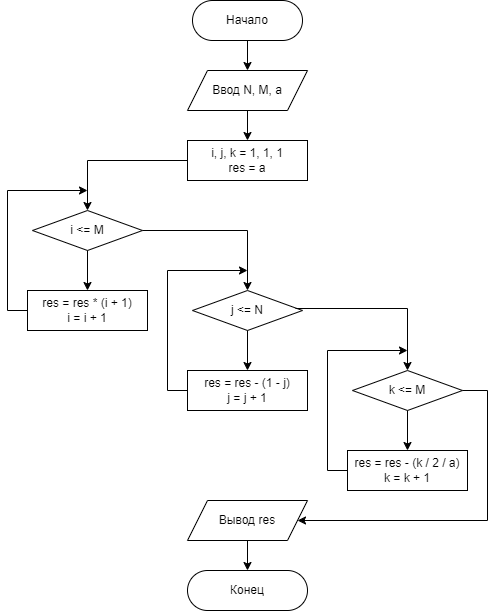 Начало
Ввод N, M, a
i, j, k = 1, 1, 1
res = a
i <= M
res = res * (i + 1)
i = i + 1
j <= N
res = res - (1 - j)
j = j + 1
k <= M
res = res - (k / 2 / a)
k = k + 1
Вывод res
Конец